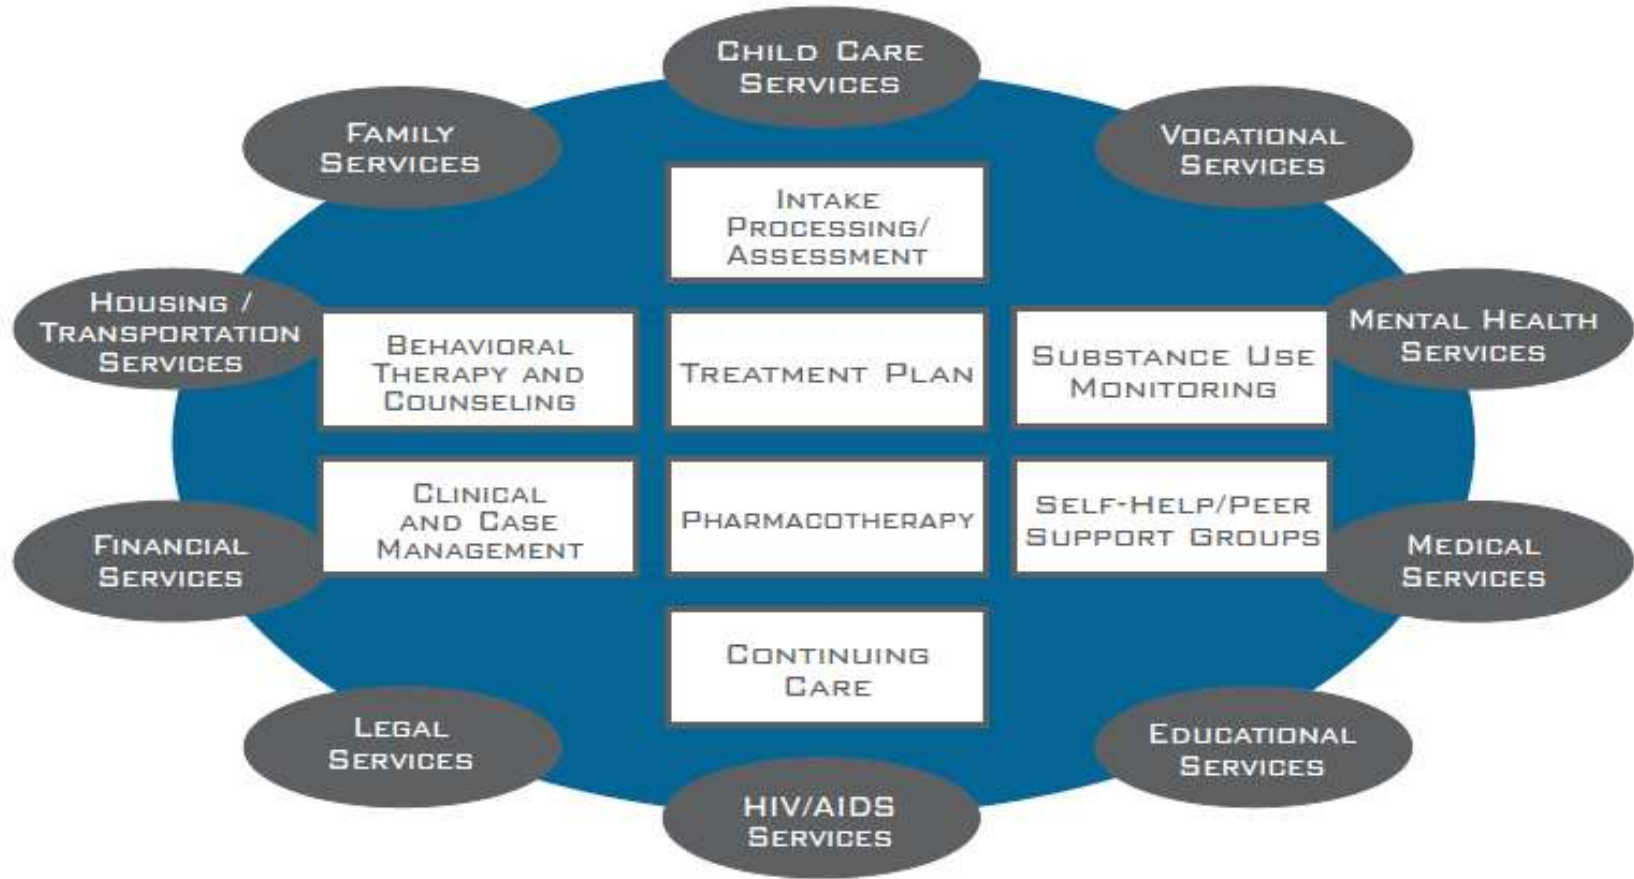 CHILD CARE
SERVICES
FAMILY
SERVICES
VOCATIONAL
SERVICES
INTAKE
PROCESSING/
ASSESSMENT
HOUSING /
TRANSPORTATION
SERVICES
BEHAVIORAL
THERAPY AND
COUNSELING
TREATMENT PLAN
SUBSTANCE USE
MONITORING
MENTAL HEALTH
SERVICES
FINANCIAL
SERVICES
CLINICAL
AND CASE
MANAGEMENT
PHARMACOTHERAPY
SELF-HELP/PEER
SUPPORT GROUPS
MEDICAL
SERVICES
CONTINUING
CARE
LEGAL
SERVICES
HIV/AIDS
SERVICES
EDUCATIONAL
SERVICES